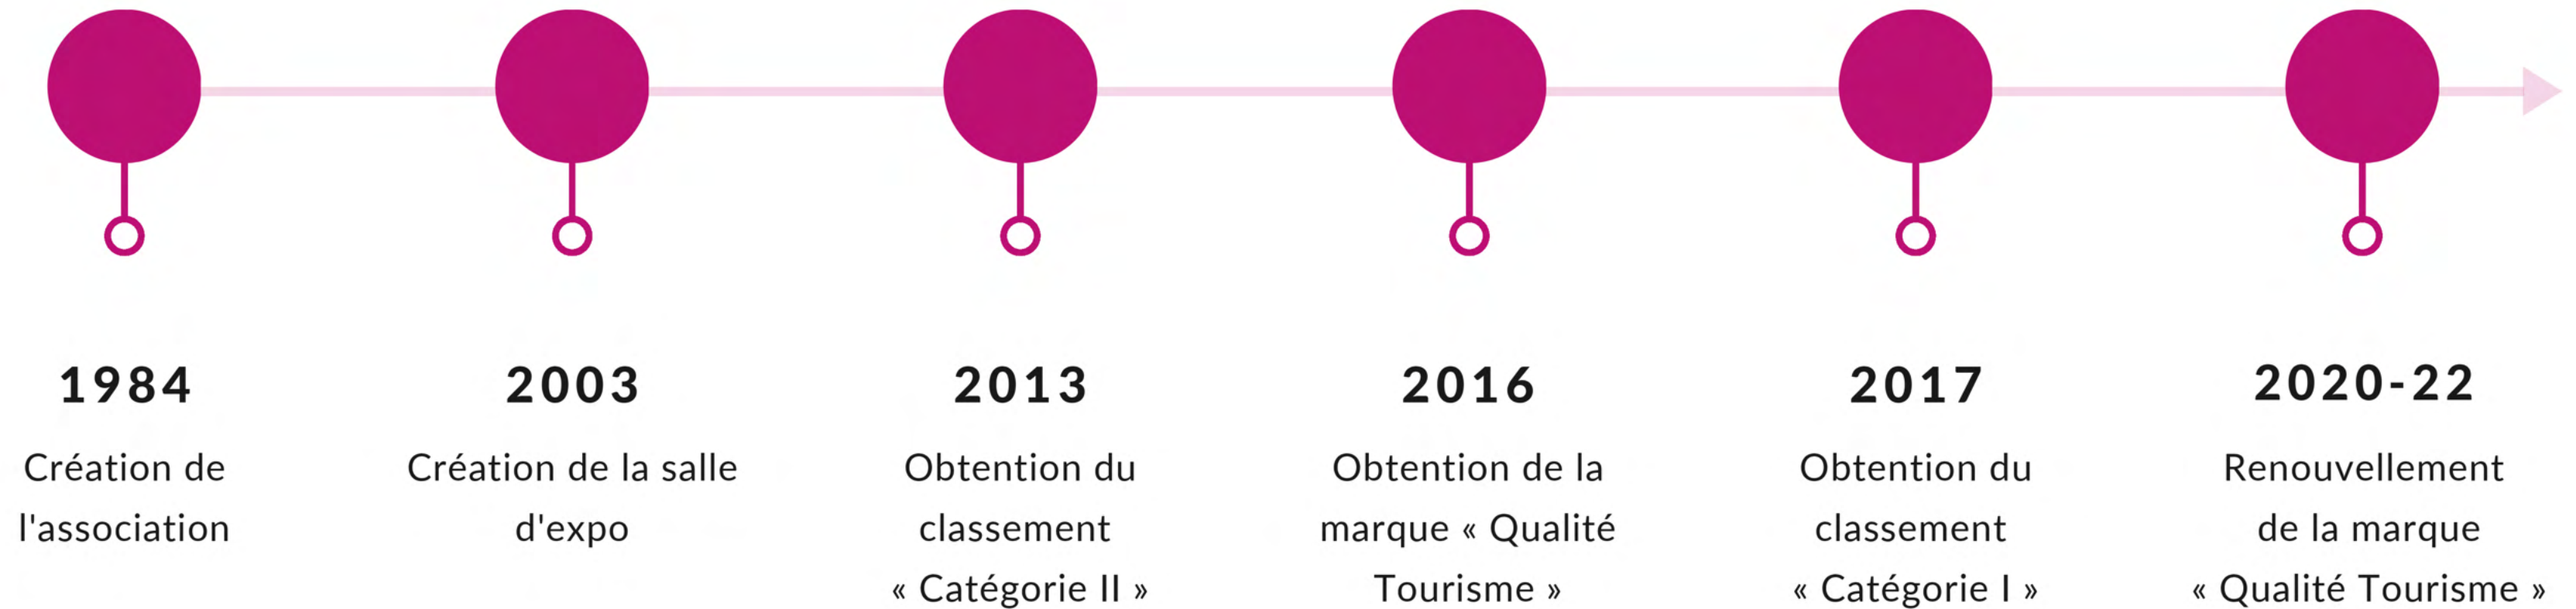 1984
Création de
l'association
2003
Création de la salle
d'expo
2013
Obtention du
classement
« Catégorie II »
2016
Obtention de la
marque « Qualité
Tourisme »
2017
Obtention du
classement
« Catégorie I »
2020-22
Renouvellement
de la marque
« Qualité Tourisme »